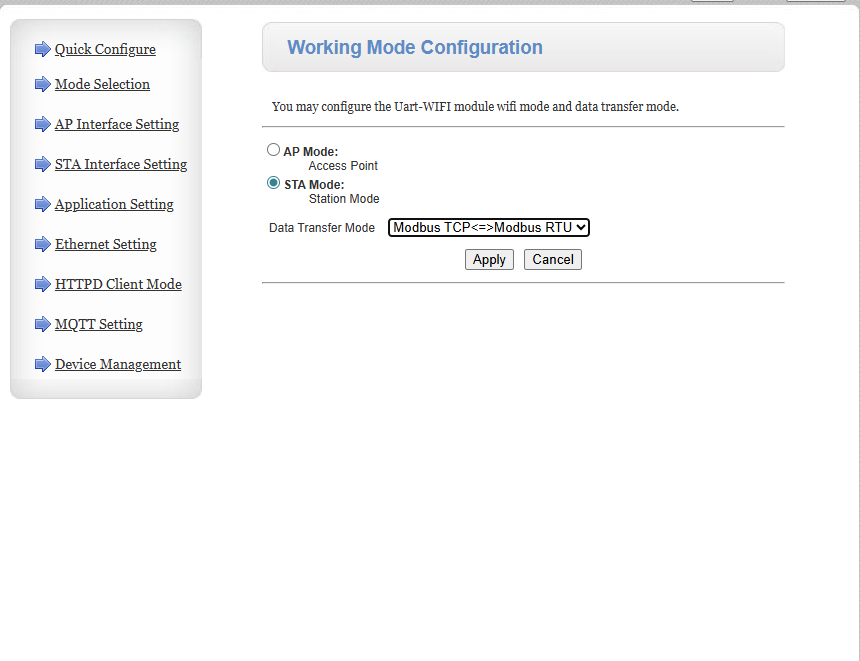 Quick Configure
Mode Selection
AP Interface Setting
STA Interface Setting
Application Setting
Ethernet Setting
HTTPD Client Mode
MQTT Setting
Device Management
Working Mode Configuration
You may configure the Uart-WIFI module wifi mode and data transfer mode.
AP Mode:
Access Point
STA Mode:
Station Mode
Data Transfer Mode Modbus TCP<=>Modbus RTU
Apply Cancel